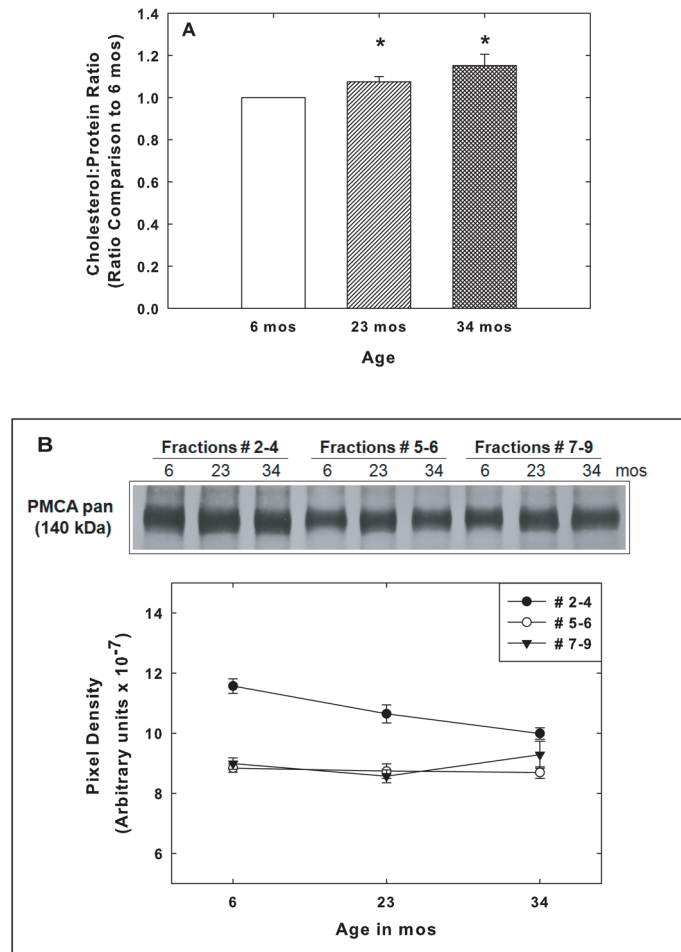 A
*
*
Cholesterol:Protein Ratio
(Ratio Comparison to 6 mos)
1.4
1.2
1.0
0.8
0.6
0.4
0.2
0.0
6 mos 23 mos 34 mos
Age
B
Fractions # 2-4 Fractions # 5-6 Fractions # 7-9
6 23 34 6 23 34 6 23 34 mos
PMCA pan
(140 kDa)
# 2-4
# 5-6
# 7-9
Pixel Density
(Arbitrary units x 10-7)
14
12
10
8
6
6 23 34
Age in mos